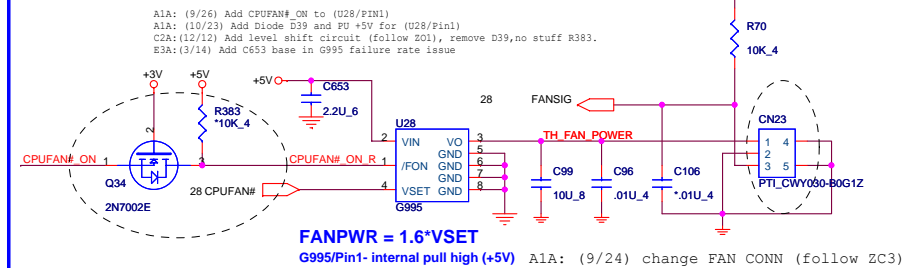 A1A: (9/26) Add CPUFAN#_ON to (U28/PIN1)
A1A: (10/23) Add Diode D39 and PU +5V for (U28/Pin1)
C2A:(12/12) Add level shift circuit (follow ZO1), remove D39,no stuff R383.
E3A:(3/14) Add C653 base in G995 failure rate issue
R70
10K_4
+3V
+5V
+5V
C653
2.2U_6
28
FANSIG
R383
*10K_4
CN23
U28
2
2 VIN VO 3
TH_FAN_POWER
GND 5
1 4
CPUFAN#_ON 1
3
CPUFAN#_ON_R
1 /FON GND 6
2
GND 7
3 5
Q34
28 CPUFAN#
4 VSET GND 8
C99
C96
C106
PTI_CWY030-B0G1Z
2N7002E
G995
10U_8
.01U_4
*.01U_4
FANPWR = 1.6*VSET
G995/Pin1- internal pull high (+5V)
A1A: (9/24) change FAN CONN (follow ZC3)